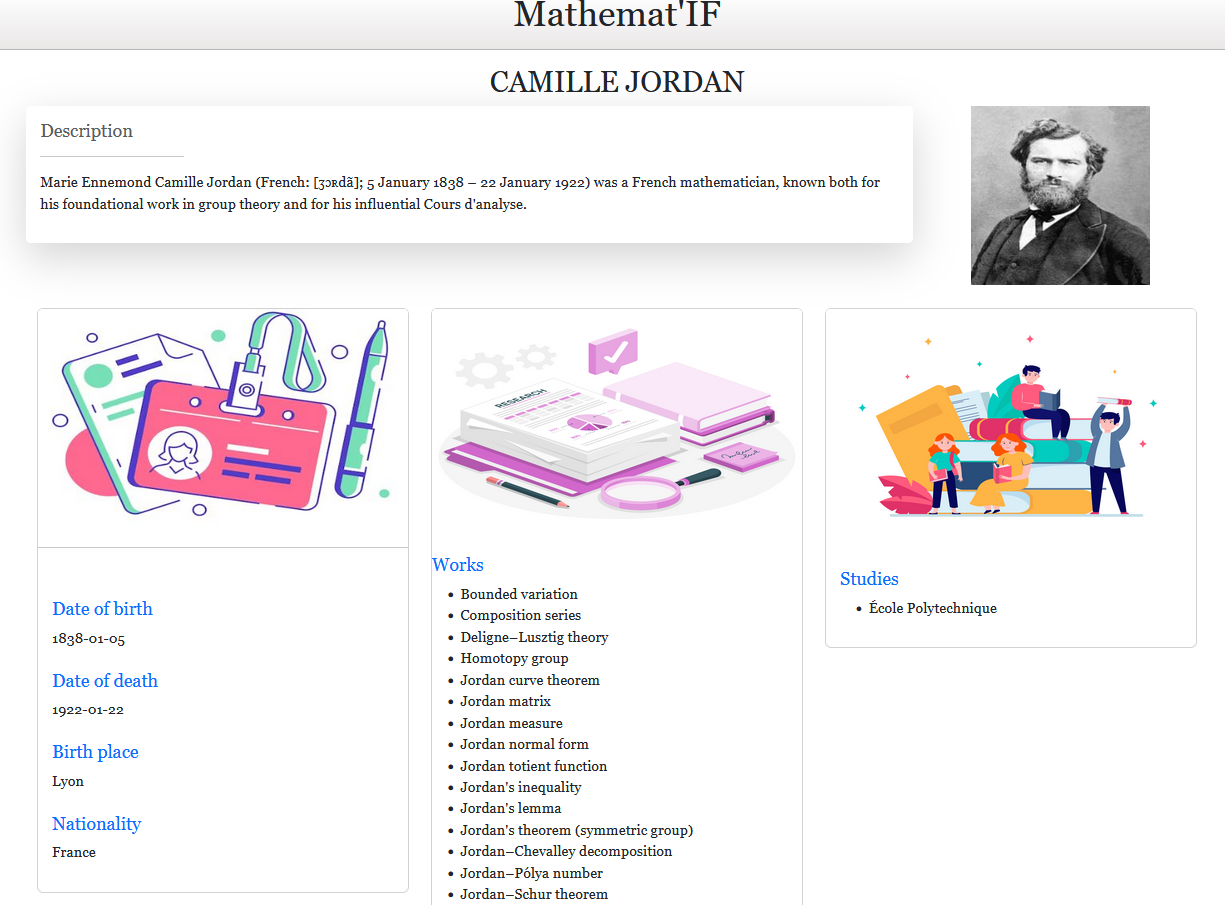 Mathemat'IF
CAMILLE JORDAN
Description
Marie Ennemond Camille Jordan (French: [ʒɔʀdɑ̃]; 5 January 1838 – 22 January 1922) was a French mathematician, known both for
his foundational work in group theory and for his influential Cours d'analyse.
Date of birth
1838-01-05
Date of death
1922-01-22
Birth place
Lyon
Nationality
France
RESEARCH
Works
• Bounded variation
• Composition series
• Deligne–Lusztig theory
• Homotopy group
• Jordan curve theorem
• Jordan matrix
• Jordan measure
• Jordan normal form
• Jordan totient function
• Jordan's inequality
• Jordan's lemma
• Jordan's theorem (symmetric group)
• Jordan–Chevalley decomposition
• Jordan–Pólya number
• Jordan–Schur theorem
Studies
• École Polytechnique